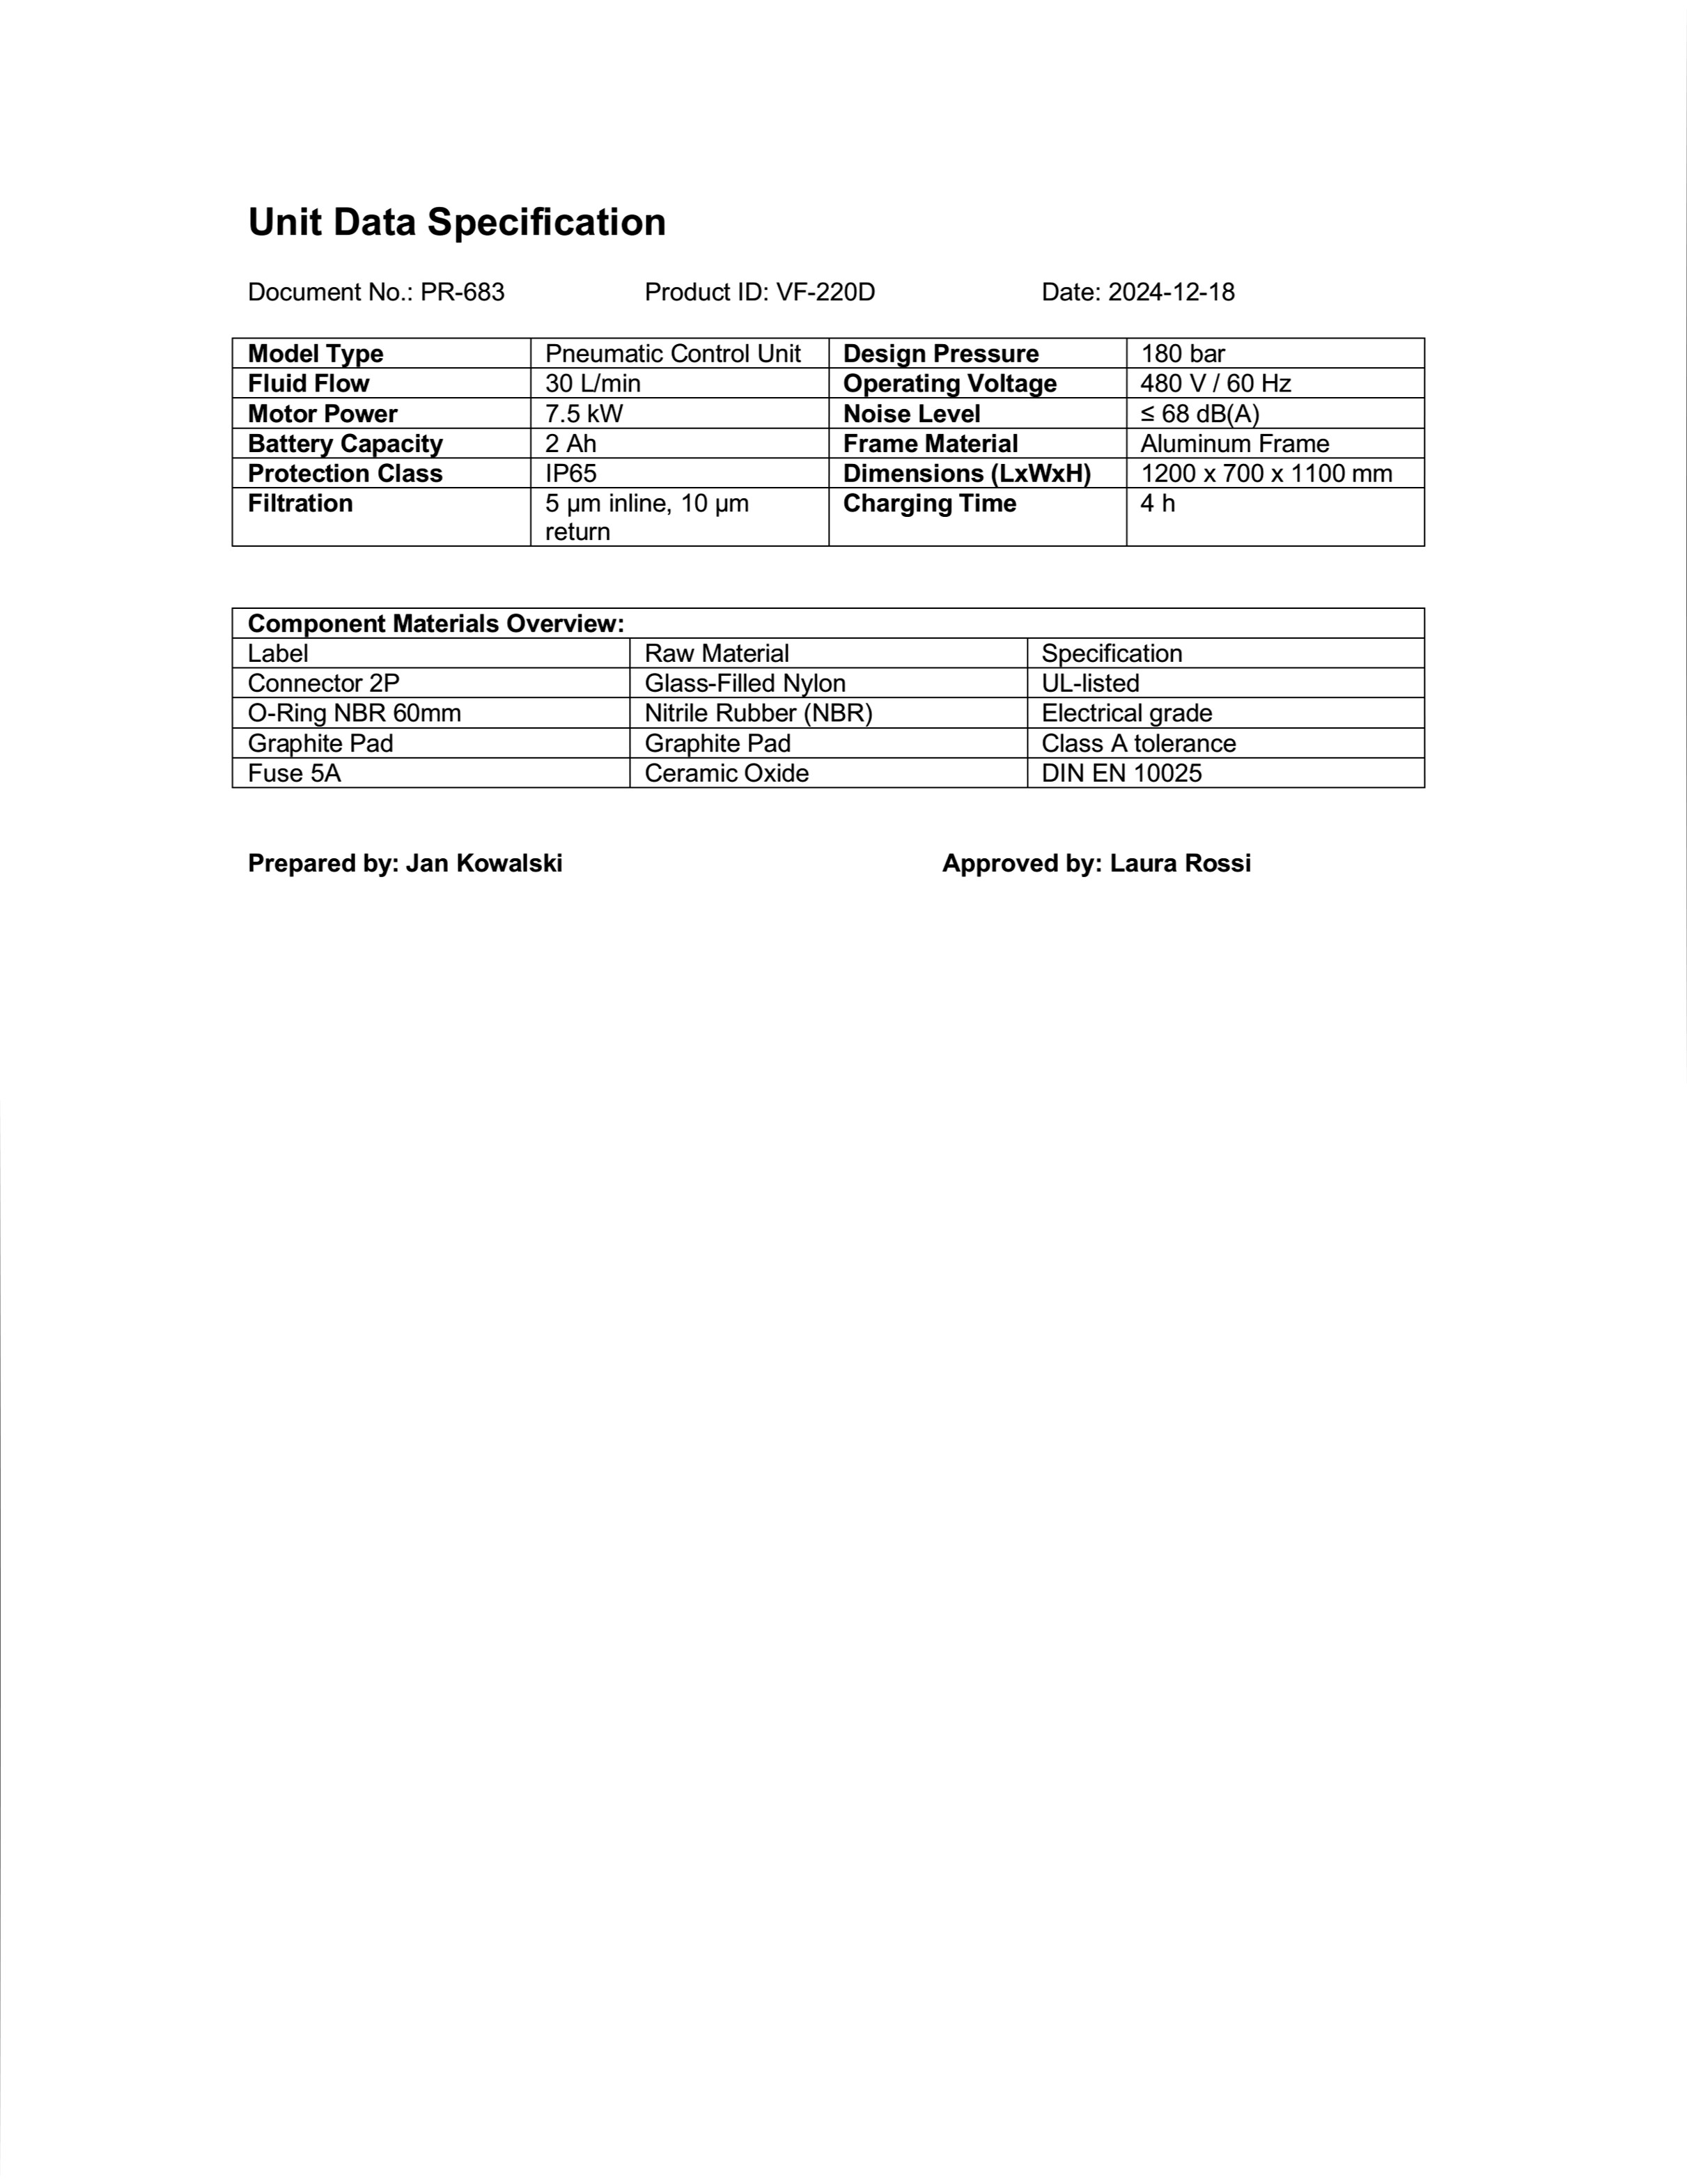 Unit Data Specification
Document No.: PR-683 Product ID: VF-220D Date: 2024-12-18
Model Type Pneumatic Control Unit Design Pressure 180 bar
Fluid Flow 30 L/min Operating Voltage 480 V / 60 Hz
Motor Power 7.5 kW Noise Level ≤ 68 dB(A)
Battery Capacity 2 Ah Frame Material Aluminum Frame
Protection Class IP65 Dimensions (LxWxH) 1200 x 700 x 1100 mm
Filtration 5 µm inline, 10 µm Charging Time 4 h
return
Component Materials Overview:
Label Raw Material Specification
Connector 2P Glass-Filled Nylon UL-listed
O-Ring NBR 60mm Nitrile Rubber (NBR) Electrical grade
Graphite Pad Graphite Pad Class A tolerance
Fuse 5A Ceramic Oxide DIN EN 10025
Prepared by: Jan Kowalski Approved by: Laura Rossi